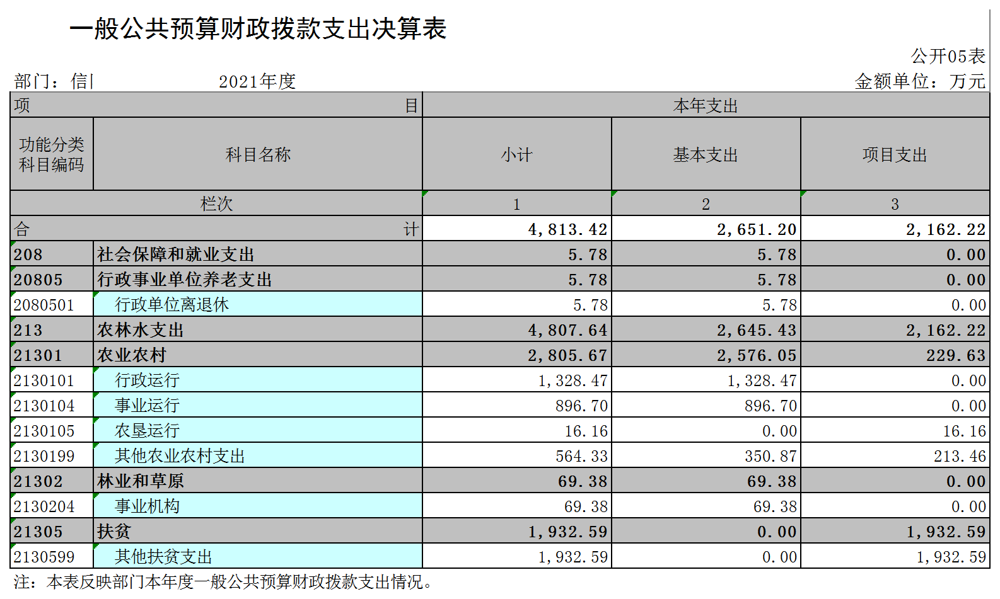 一般公共预算财政拨款支出决算表
公开05表
部门：信 2021年度 金额单位：万元
项 目 本年支出
功能分类科目编码 科目名称 小计 基本支出 项目支出
栏次 1 2 3
合 计 4,813.42 2,651.20 2,162.22
208 社会保障和就业支出 5.78 5.78 0.00
20805 行政事业单位养老支出 5.78 5.78 0.00
2080501 行政单位离退休 5.78 5.78 0.00
213 农林水支出 4,807.64 2,645.43 2,162.22
21301 农业农村 2,805.67 2,576.05 229.63
2130101 行政运行 1,328.47 1,328.47 0.00
2130104 事业运行 896.70 896.70 0.00
2130105 农垦运行 16.16 0.00 16.16
2130199 其他农业农村支出 564.33 350.87 213.46
21302 林业和草原 69.38 69.38 0.00
2130204 事业机构 69.38 69.38 0.00
21305 扶贫 1,932.59 0.00 1,932.59
2130599 其他扶贫支出 1,932.59 0.00 1,932.59
注：本表反映部门本年度一般公共预算财政拨款支出情况。